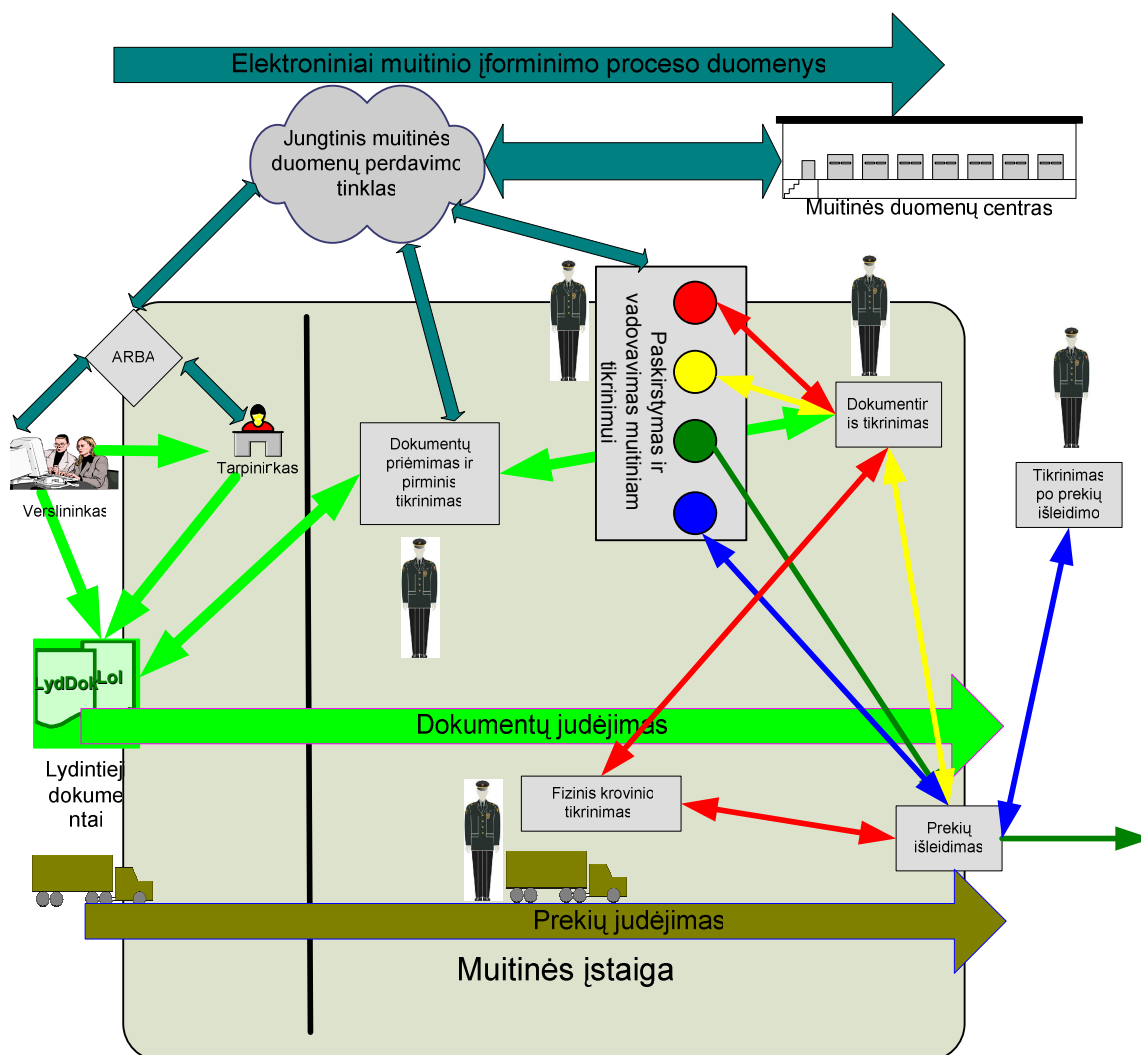 Elektroniniai muitinio įforminimo proceso duomenys
Jungtinis muitinės
duomenų perdavimo
tinklas
Muitinės duomenų centras
ARBA
Paskirstymas ir
vadovavimas muitiniam
tikrinimui
Dokumentin
is tikrinimas
Dokumentų
priėmimas ir
pirminis
tikrinimas
Tarpininkas
Verslininkas
Tikrinimas
po prekių
išleidimo
LydDok
LoI
Dokumentų judėjimas
Lydintiej
dokume
ntai
Fizinis krovinio
tikrinimas
Prekių
išleidimas
Prekių judėjimas
Muitinės įstaiga